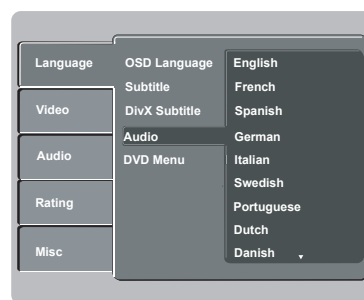 Language
Video
Audio
Rating
Misc
OSD Language
Subtitle
DivX Subtitle
Audio
DVD Menu
English
French
Spanish
German
Italian
Swedish
Portuguese
Dutch
Danish